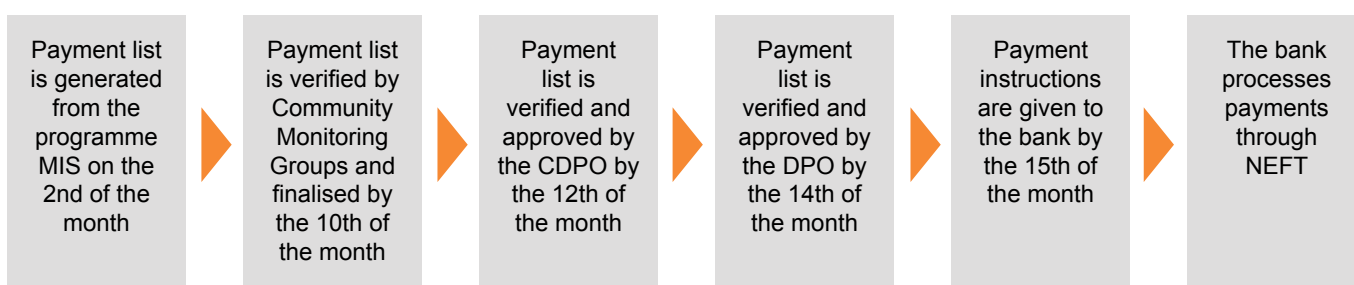 Payment list
is generated
from the
programme
MIS on the
2nd of the
month
Payment list
is verified by
Community
Monitoring
Groups and
finalised by
the 10th of
the month
Payment
list is
verified and
approved by
the CDPO by
the 12th of
the month
Payment
list is
verified and
approved by
the DPO by
the 14th of
the month
Payment
instructions
are given to
the bank by
the 15th of
the month
The bank
processes
payments
through
NEFT